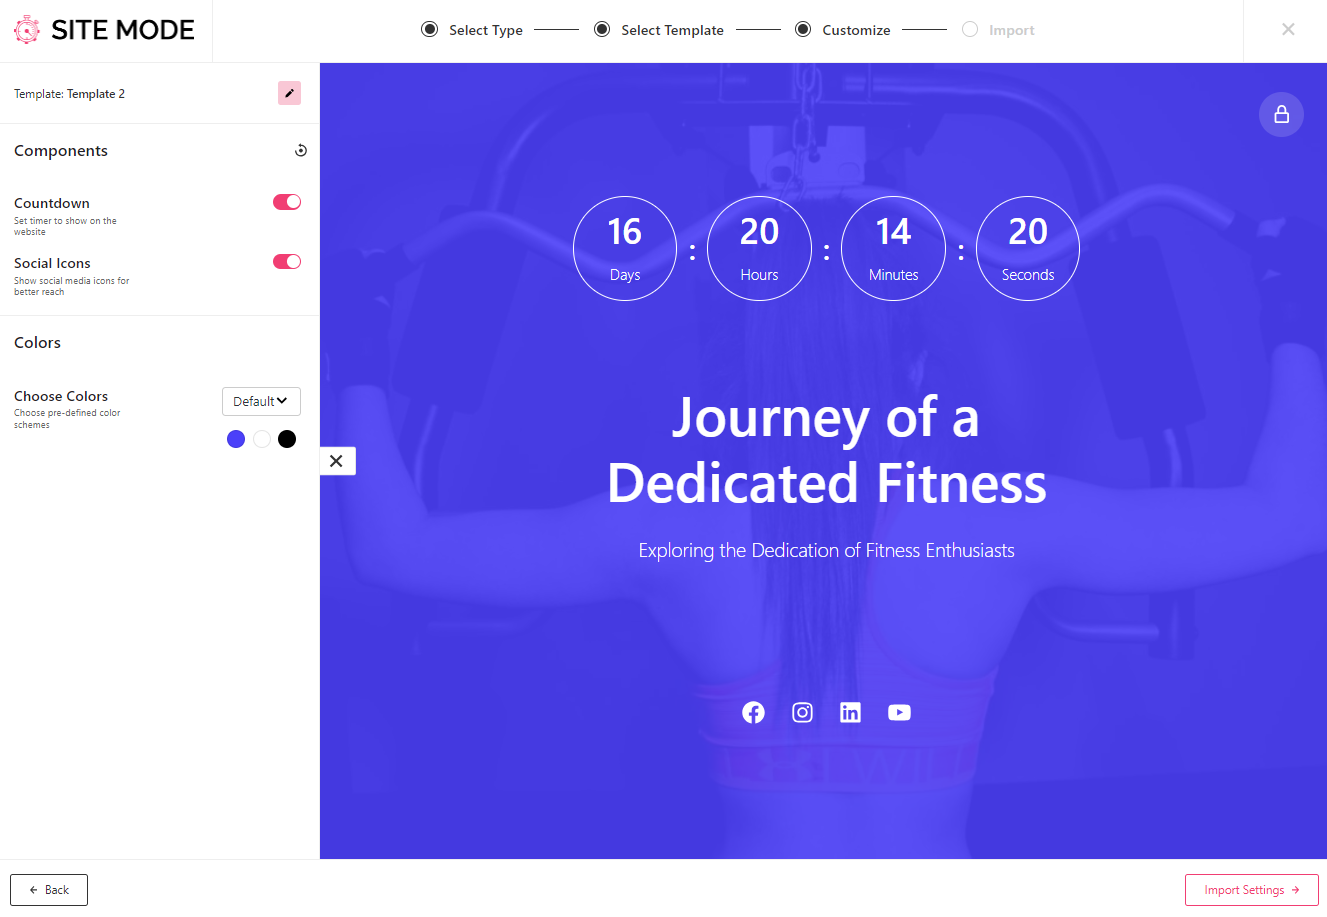 SITE MODE
Select Type
Select Template
Customize
Import
Template: Template 2
Components
Countdown
Set timer to show on the
website
Social Icons
Show social media icons for
better reach
Colors
Choose Colors
Choose pre-defined color
schemes
Default
16
Days
:
20
Hours
:
14
Minutes
:
20
Seconds
Journey of a
Dedicated Fitness
Exploring the Dedication of Fitness Enthusiasts
I WILL
Back
Import Settings